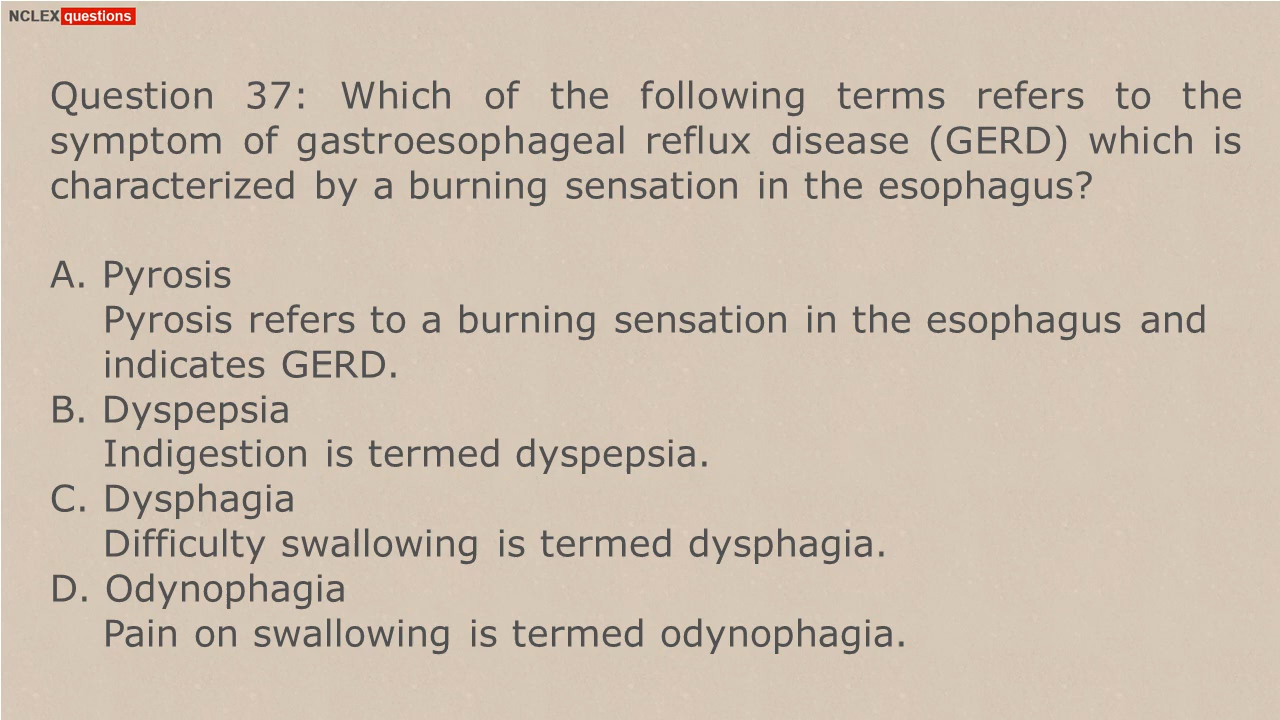 NCLEX questions
Question 37: Which of the following terms refers to the
symptom of gastroesophageal reflux disease (GERD) which is
characterized by a burning sensation in the esophagus?
A. Pyrosis
Pyrosis refers to a burning sensation in the esophagus and
indicates GERD.
B. Dyspepsia
Indigestion is termed dyspepsia.
C. Dysphagia
Difficulty swallowing is termed dysphagia.
D. Odynophagia
Pain on swallowing is termed odynophagia.